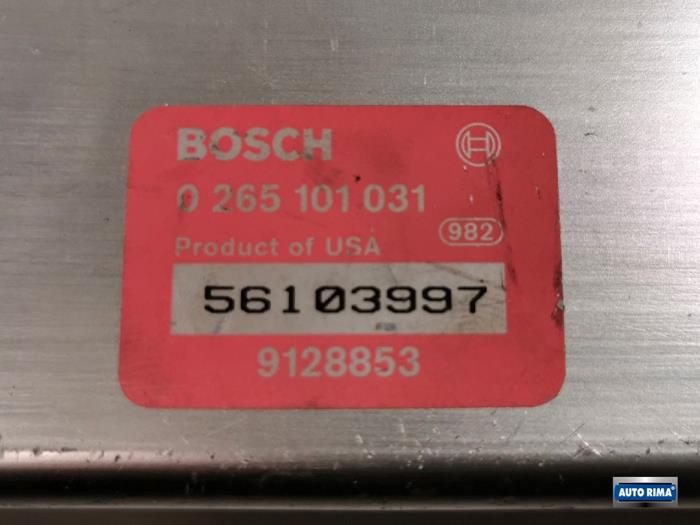 BOSCH
0 265 101 031
982
Product of USA
56103997
9128853
AUTO RIMA